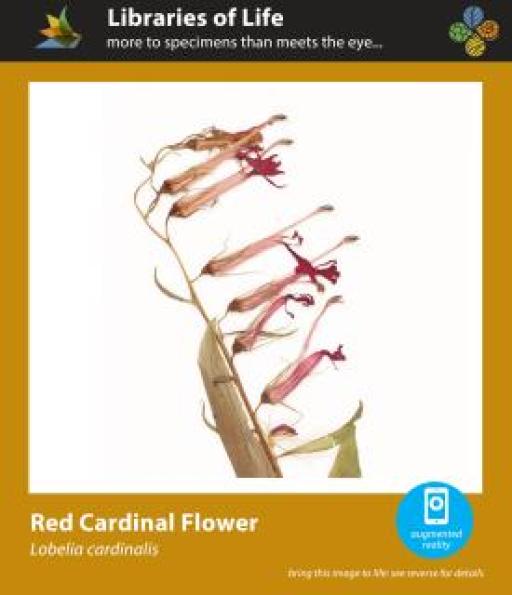 Libraries of Life
more to specimens than meets the eye...
Red Cardinal Flower
Lobelia cardinalis
augmented
reality
bring this image to life: see reverse for details